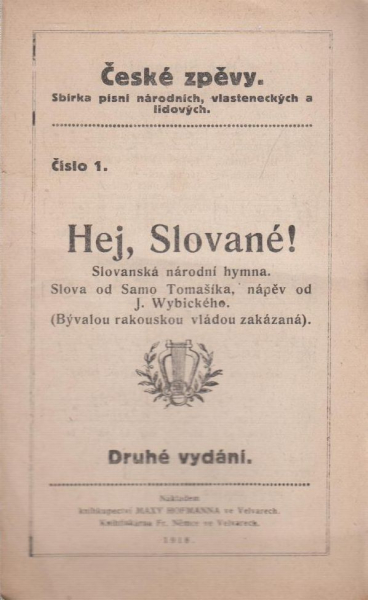 České zpěvy.
Sbírka písní národních, vlasteneckých a
lidových.
Číslo 1.
Hej, Slované!
Slovanská národní hymna.
Slova od Samo Tomašíka, nápěv od
J. Wybického.
(Bývalou rakouskou vládou zakázaná).
Druhé vydání.
Nákladem
knihkupectví MAXY HOFMANNA ve Velvarech.
Knihtiskárna Fr. Němce ve Velvarech.
1918.